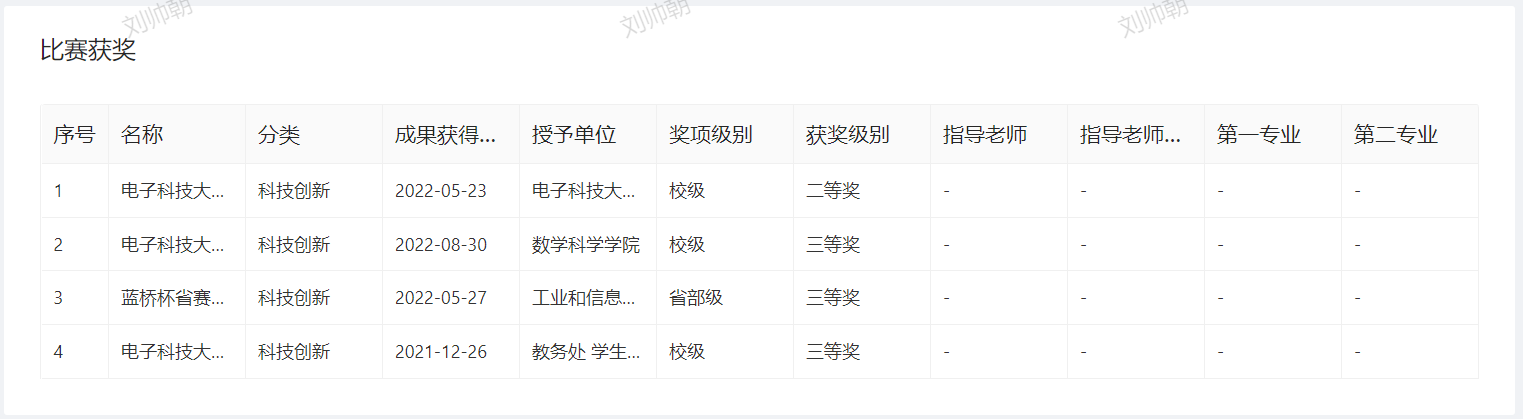 刘帅朝 刘帅朝 刘帅朝
比赛获奖
序号 名称 分类 成果获得... 授予单位 奖项级别 获奖级别 指导老师 指导老师... 第一专业 第二专业
1 电子科技大... 科技创新 2022-05-23 电子科技大... 校级 二等奖 - - - -
2 电子科技大... 科技创新 2022-08-30 数学科学学院 校级 三等奖 - - - -
3 蓝桥杯省赛... 科技创新 2022-05-27 工业和信息... 省部级 三等奖 - - - -
4 电子科技大... 科技创新 2021-12-26 教务处 学生... 校级 三等奖 - - - -